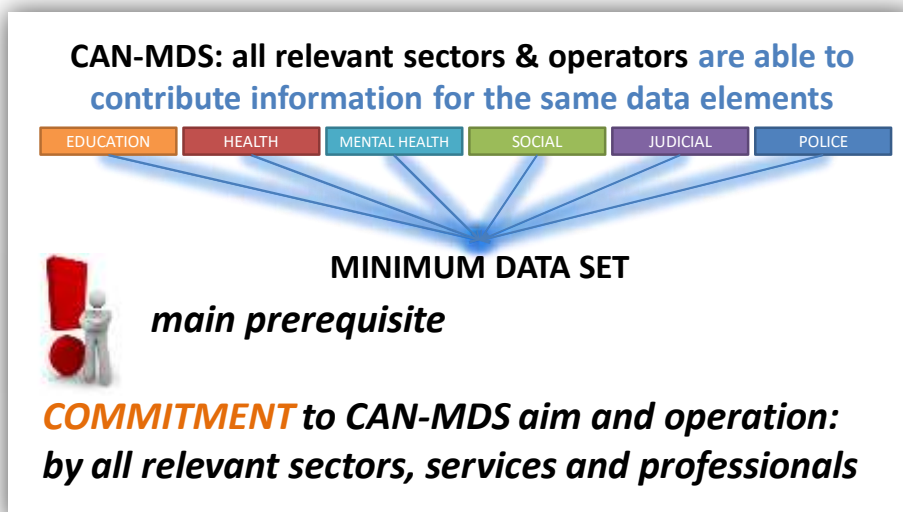 CAN-MDS: all relevant sectors & operators are able to
contribute information for the same data elements
EDUCATION HEALTH MENTAL HEALTH SOCIAL JUDICIAL POLICE
MINIMUM DATA SET
main prerequisite
COMMITMENT to CAN-MDS aim and operation:
by all relevant sectors, services and professionals